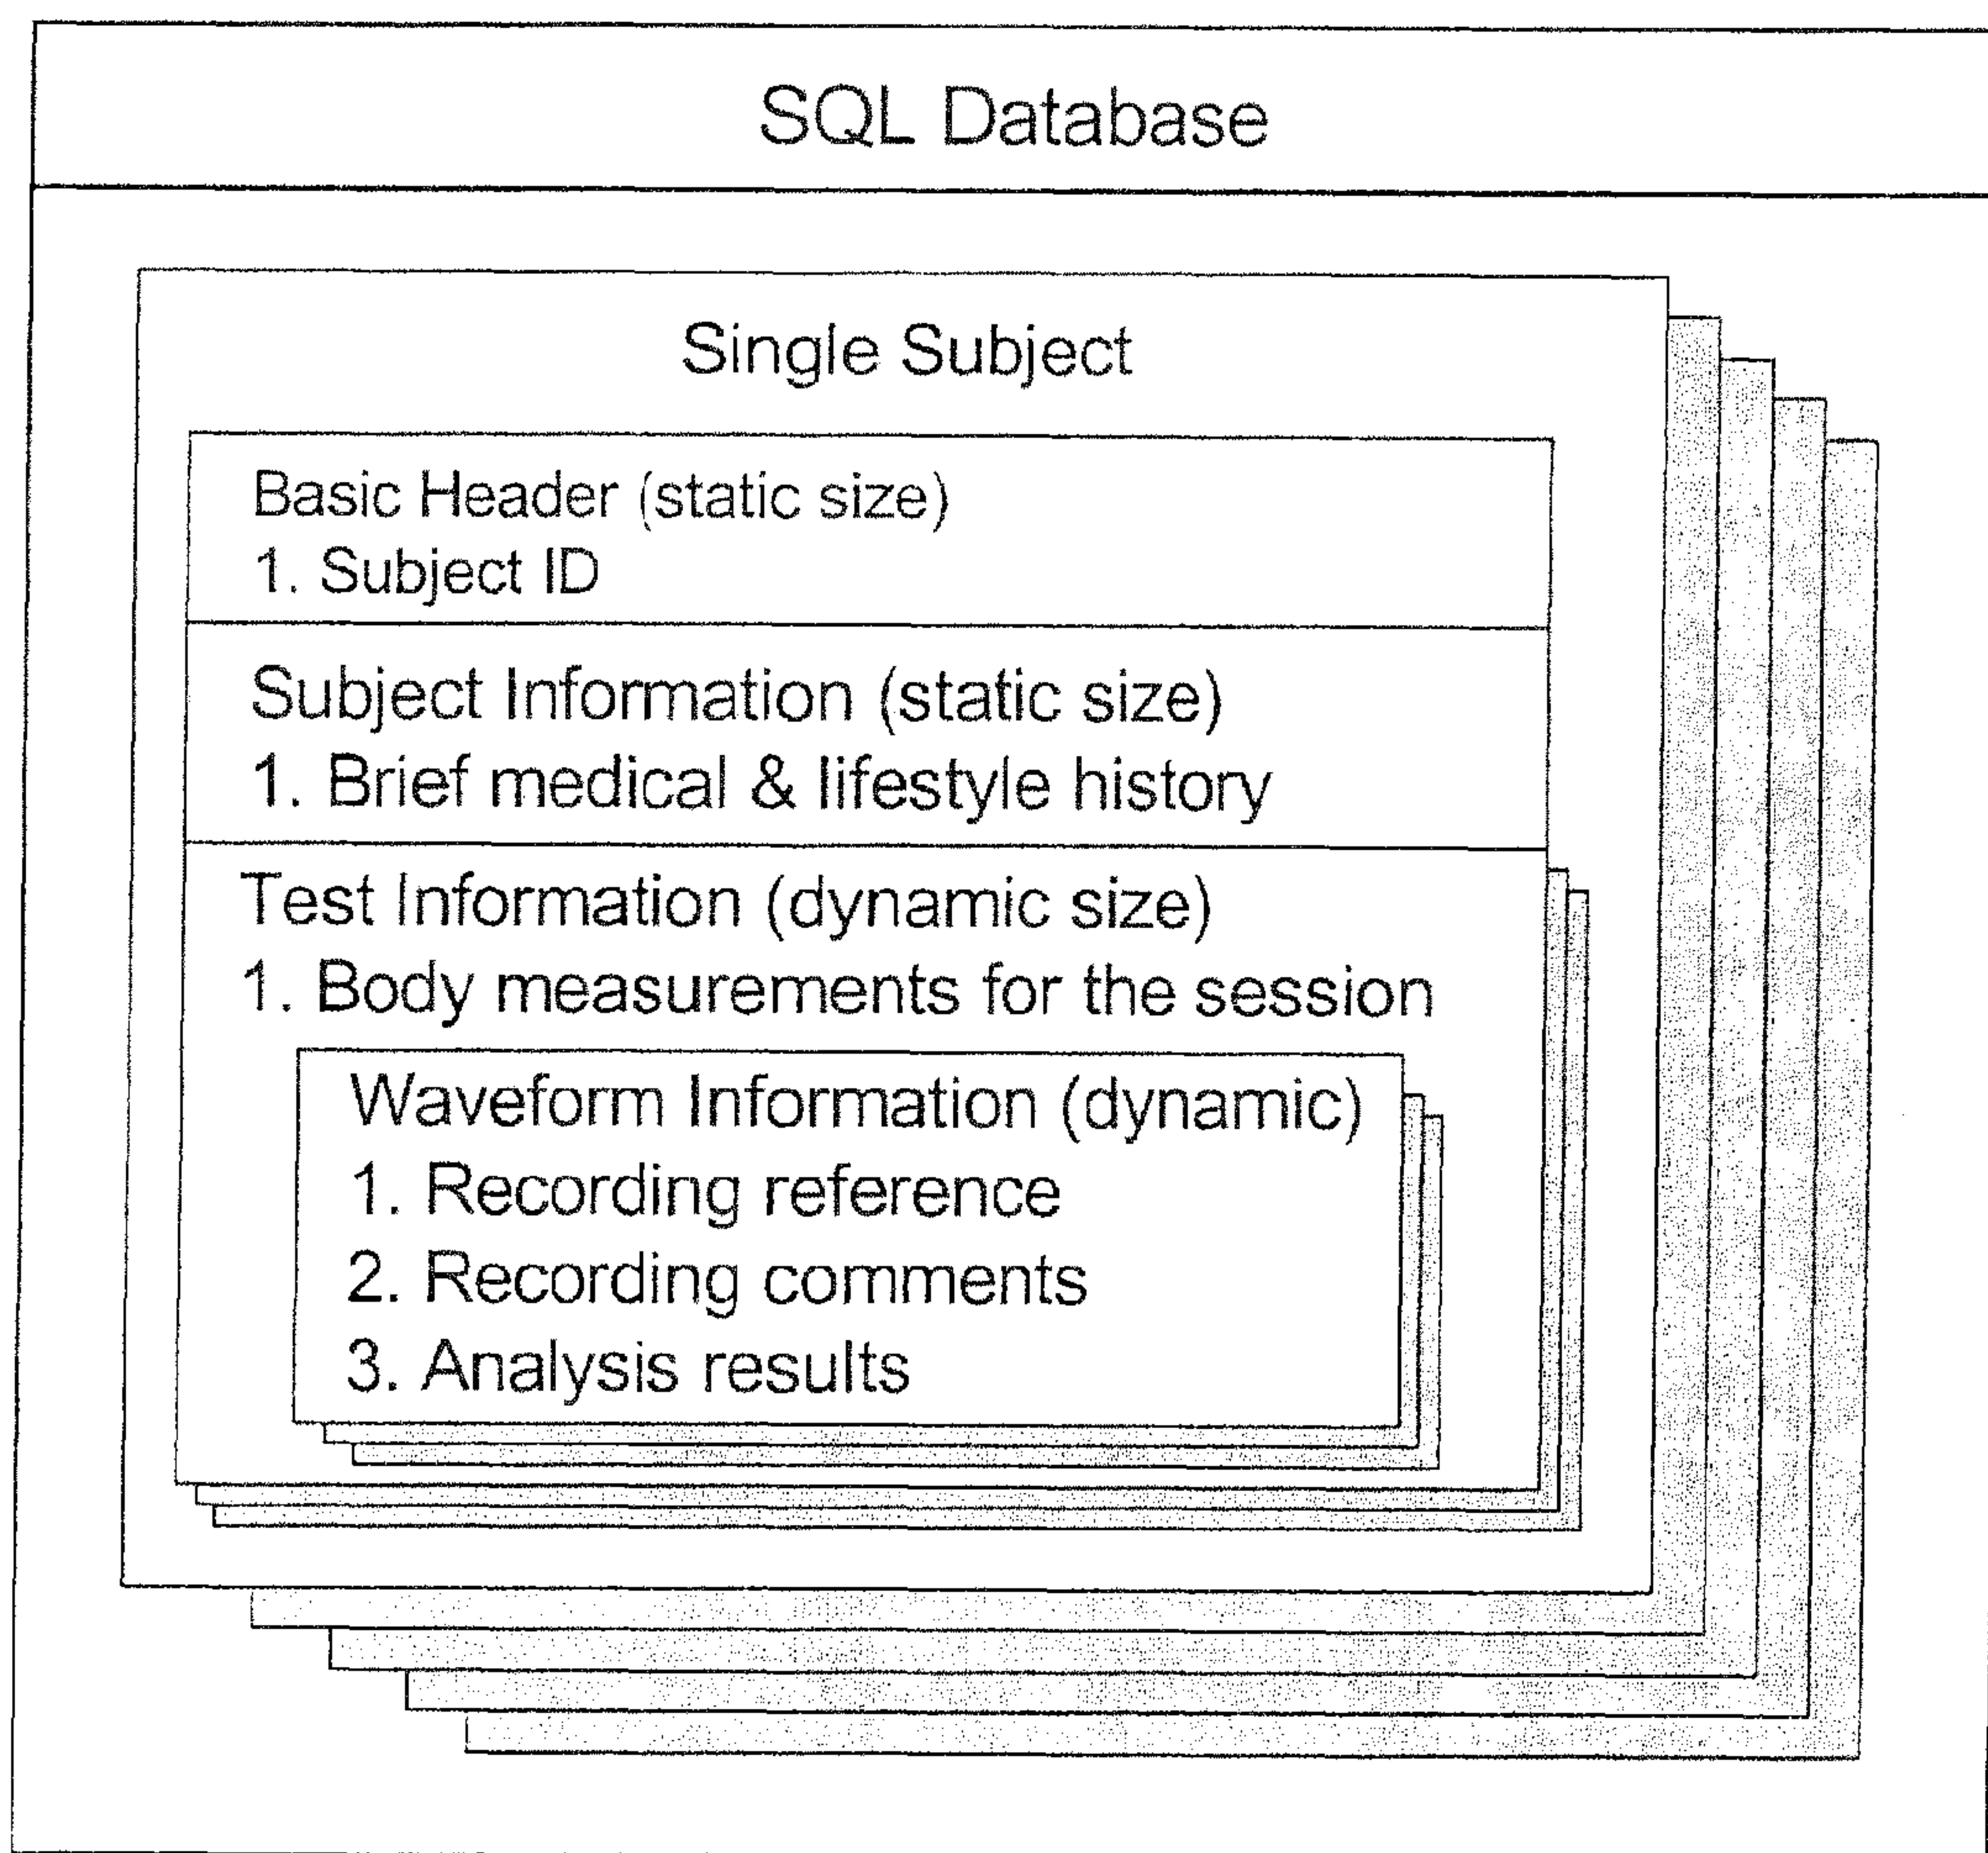 SQL Database
Single Subject
Basic Header (static size)
1. Subject ID
Subject Information (static size)
1. Brief medical & lifestyle history
Test Information (dynamic size)
1. Body measurements for the session
Waveform Information (dynamic)
1. Recording reference
2. Recording comments
3. Analysis results